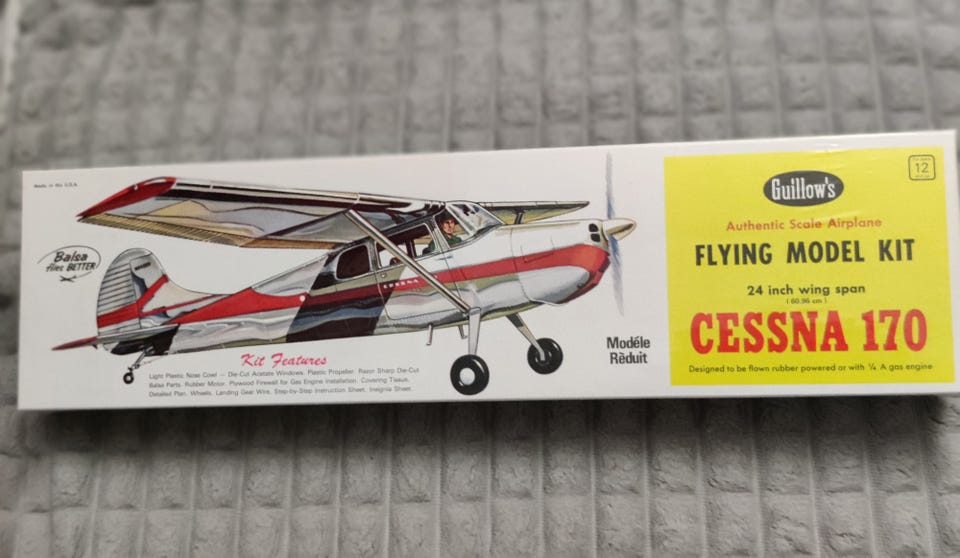 Made in the U.S.A.
Balsa
flies BETTER
CESSNA
Kit Features
Light Plastic Nose Cowl – Die-Cut Acetate Windows. Plastic Propeller. Razor Sharp Die-Cut
Balsa Parts. Rubber Motor. Plywood Firewall for Gas Engine Installation. Covering Tissue.
Detailed Plan. Wheels. Landing Gear Wire. Step-by-Step Instruction Sheet. Insignia Sheet.
Modéle
Rèduit
Guillow's
12
Authentic Scale Airplane
FLYING MODEL KIT
24 inch wing span
(60.96 cm)
CESSNA 170
Designed to be flown rubber powered or with ¼ A gas engine